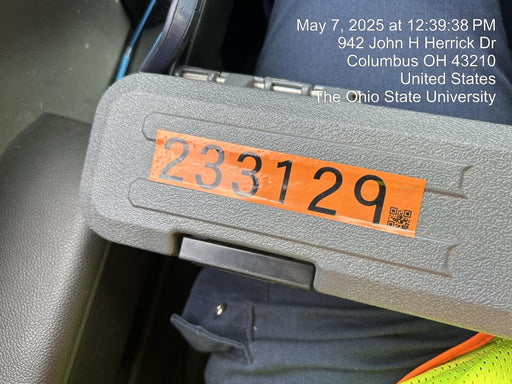 May 7, 2025 at 12:39:38 PM
942 John H Herrick Dr
Columbus OH 43210
United States
The Ohio State University
233129